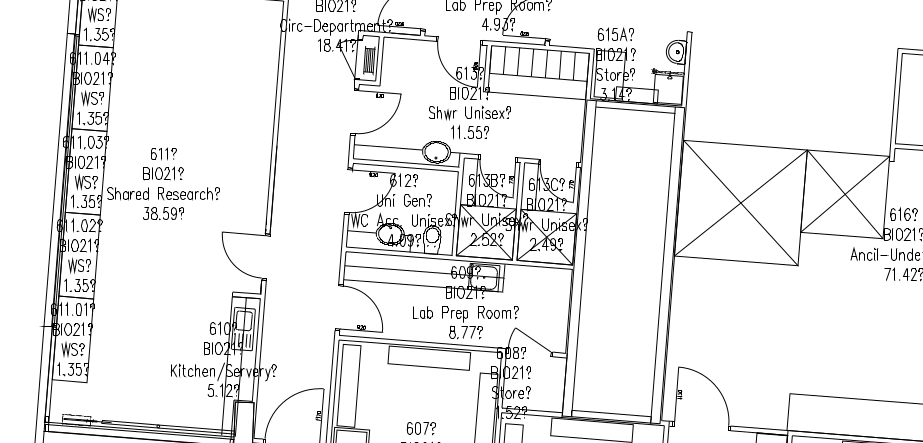 BIO21?
WS?
1.35?
611.04?
BIO21?
WS?
1.35?
611.03?
BIO21?
WS?
1.35?
611.02?
BIO21?
WS?
1.35?
611.01?
BIO21?
WS?
1.35?
611?
BIO21?
Shared Research?
38.59?
610?
BIO21?
Kitchen/Servery?
5.12?
BIO21?
Circ-Department?
18.41?
Lab Prep Room?
4.93?
613?
BIO21?
Shwr Unisex?
11.55?
615A?
BIO21?
Store?
3.14?
612?
Uni Gen?
WC Acc. Unisex?
4.09?
613B?
BIO21?
Shwr Unisex?
2.52?
613C?
BIO21?
Shwr Unisex?
2.49?
609?
BIO21?
Lab Prep Room?
8.77?
608?
BIO21?
Store?
1.52?
607?
616?
BIO21?
Ancil-Unde
71.42?